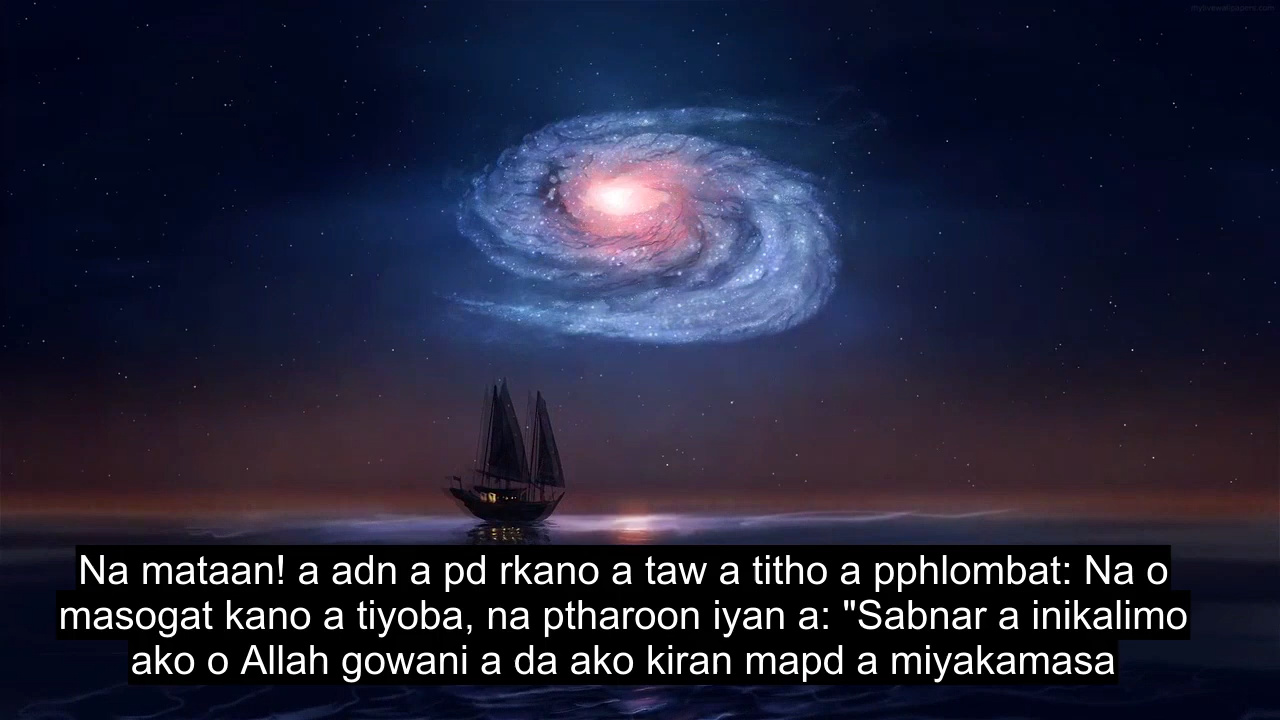 Na mataan! a adn a pd rkano a taw a titho a pphlombat: Na o
masogat kano a tiyoba, na ptharoon iyan a: "Sabnar a inikalimo
ako o Allah gowani a da ako kiran mapd a miyakamasa